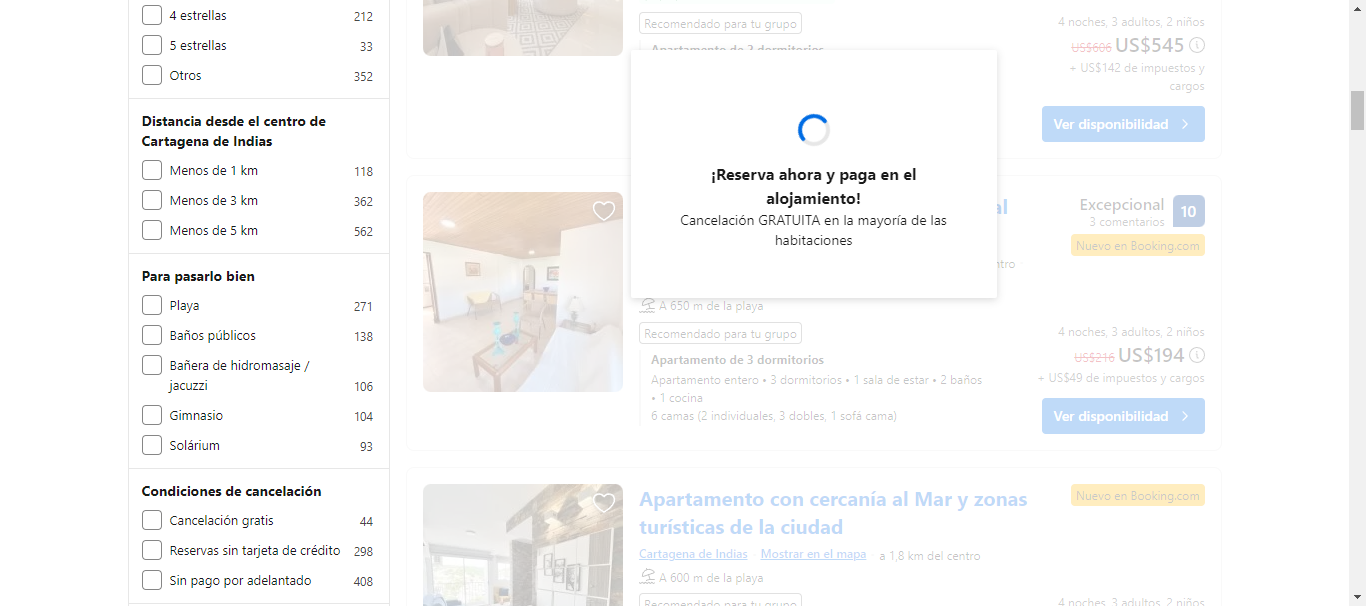 4 estrellas 212
5 estrellas 33
Otros 352
Distancia desde el centro de
Cartagena de Indias
Menos de 1 km 118
Menos de 3 km 362
Menos de 5 km 562
Para pasarlo bien
Playa 271
Baños públicos 138
Bañera de hidromasaje /
jacuzzi 106
Gimnasio 104
Solárium 93
Condiciones de cancelación
Cancelación gratis 44
Reservas sin tarjeta de crédito 298
Sin pago por adelantado 408
Recomendado para tu grupo
4 noches, 3 adultos, 2 niños
US$606 US$545
+ US$142 de impuestos y
cargos
Ver disponibilidad
¡Reserva ahora y paga en el
alojamiento!
Cancelación GRATUITA en la mayoría de las
habitaciones
Excepcional 10
3 comentarios
Nuevo en Booking.com
A 650 m de la playa
Recomendado para tu grupo
Apartamento de 3 dormitorios
Apartamento entero • 3 dormitorios • 1 sala de estar • 2 baños
• 1 cocina
6 camas (2 individuales, 3 dobles, 1 sofá cama)
4 noches, 3 adultos, 2 niños
US$216 US$194
+ US$49 de impuestos y cargos
Ver disponibilidad
Apartamento con cercanía al Mar y zonas
turísticas de la ciudad
Nuevo en Booking.com
Cartagena de Indias Mostrar en el mapa a 1,8 km del centro
A 600 m de la playa
Recomendado para tu grupo
4 noches, 3 adultos, 2 niños